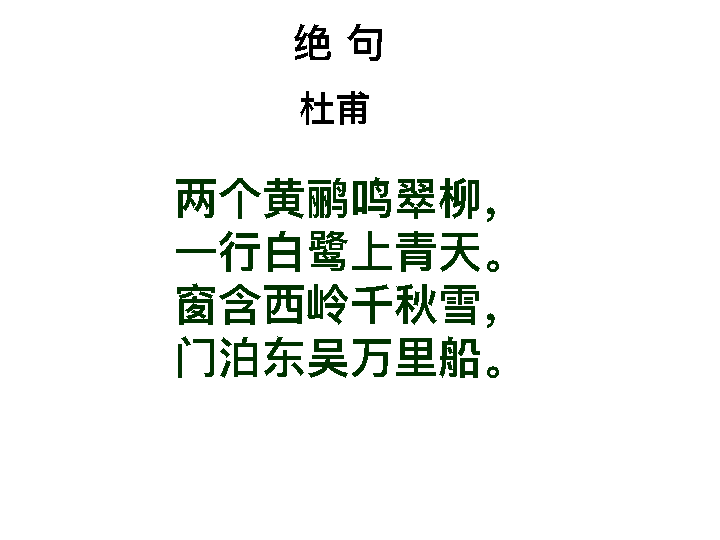 绝 句
杜甫
两个黄鹂鸣翠柳，
一行白鹭上青天。
窗含西岭千秋雪，
门泊东吴万里船。